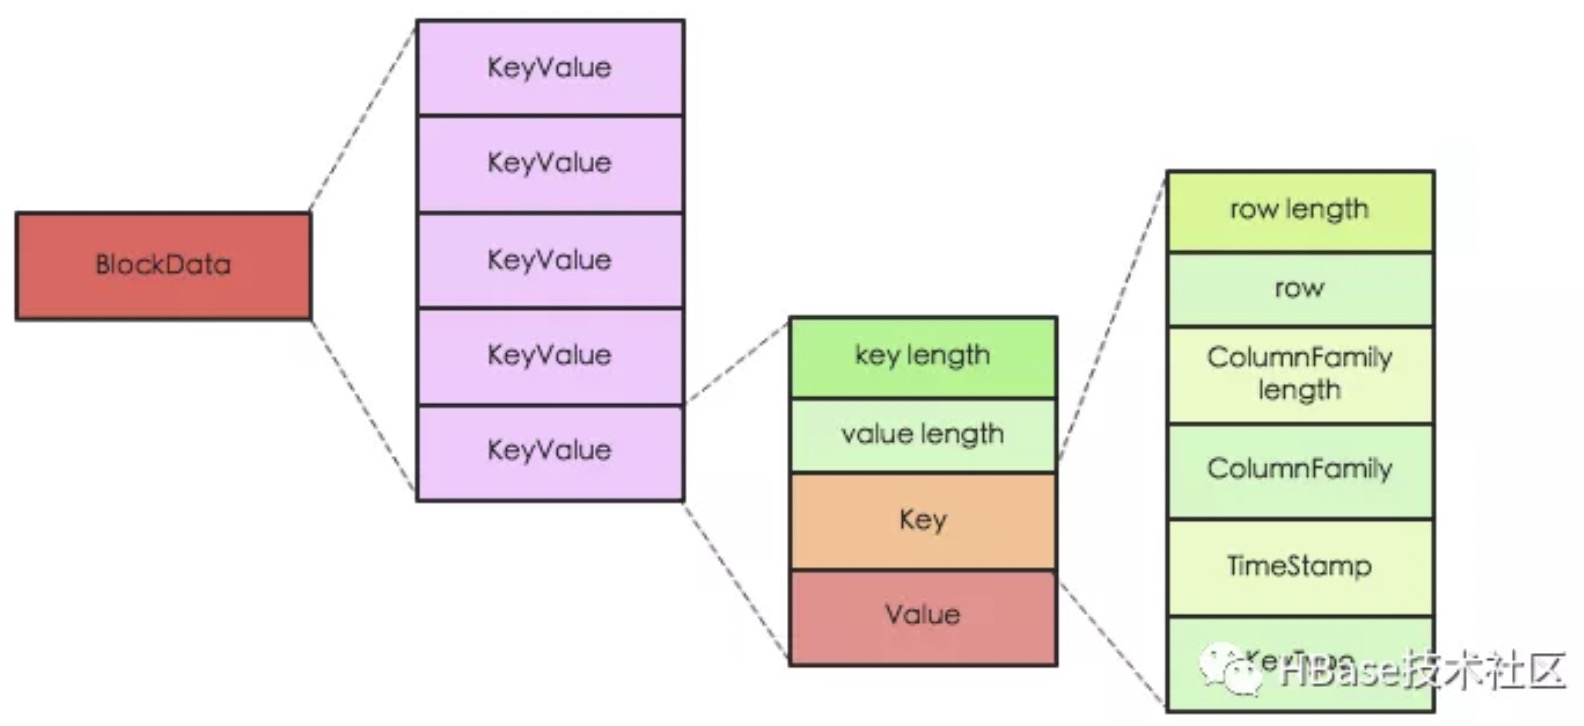 BlockData
KeyValue
KeyValue
KeyValue
KeyValue
KeyValue
key length
value length
Key
Value
row length
row
ColumnFamily
length
ColumnFamily
TimeStamp
KeyType
HBase技术社区